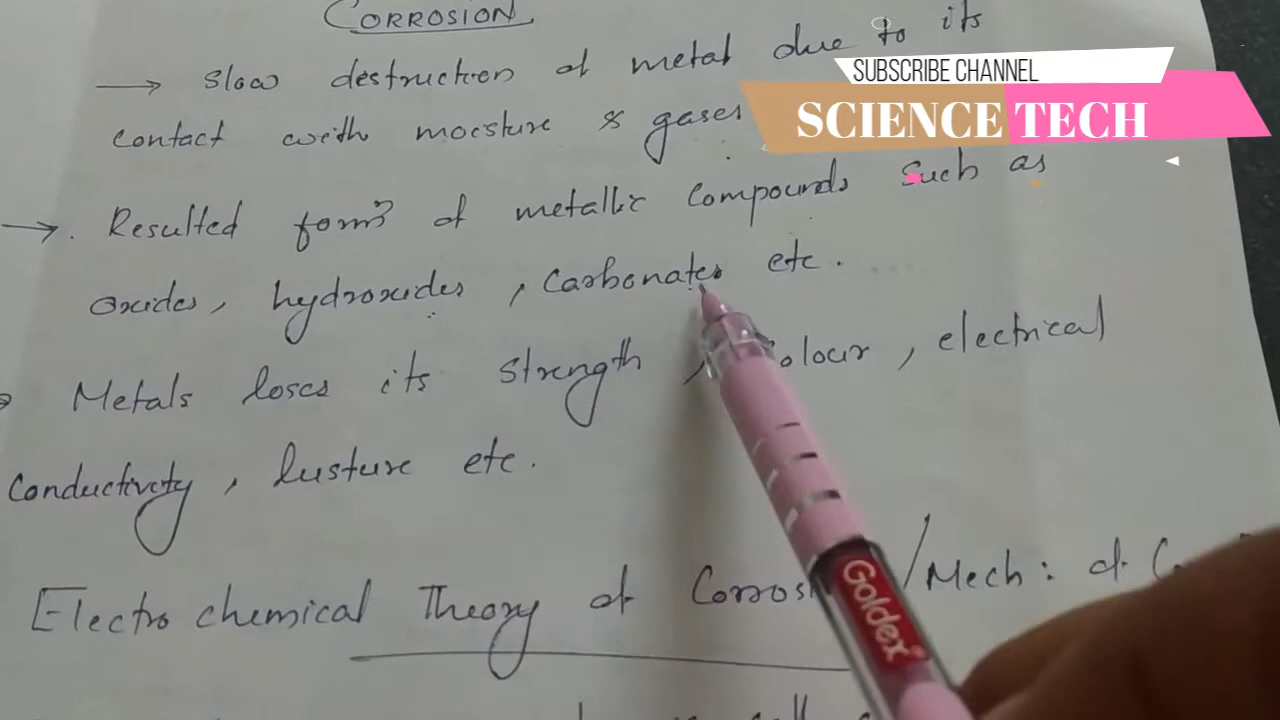 CORROSION
→ Slow destruction of metal due to its
contact with moisture & gases
→. Resulted formⁿ of metallic compounds such as
oxides, hydroxides, carbonates etc.
Metals loses its strength, colour, electrical
conductivity, lusture etc.
Electro chemical Theory of Corros / Mech: of
SUBSCRIBE CHANNEL
SCIENCE TECH
Goldex